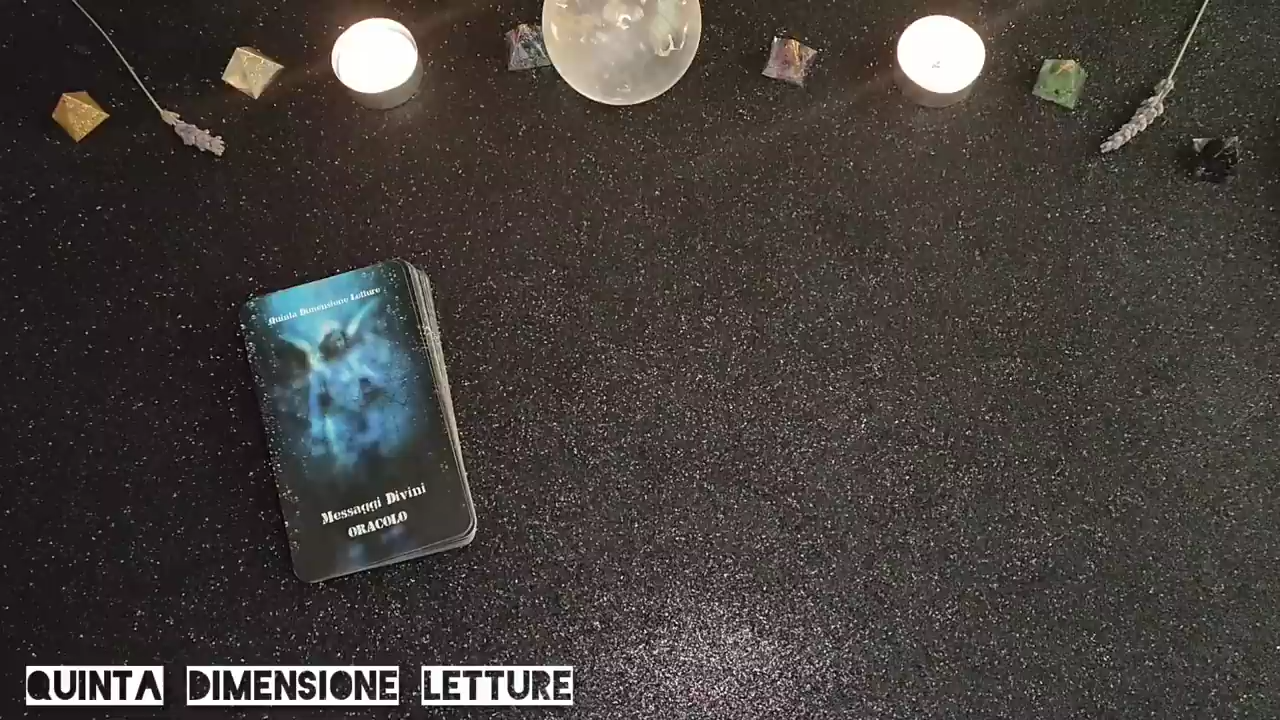 Quinta Dimensione Letture
Messaggi Divini
ORACOLO
QUINTA DIMENSIONE LETTURE